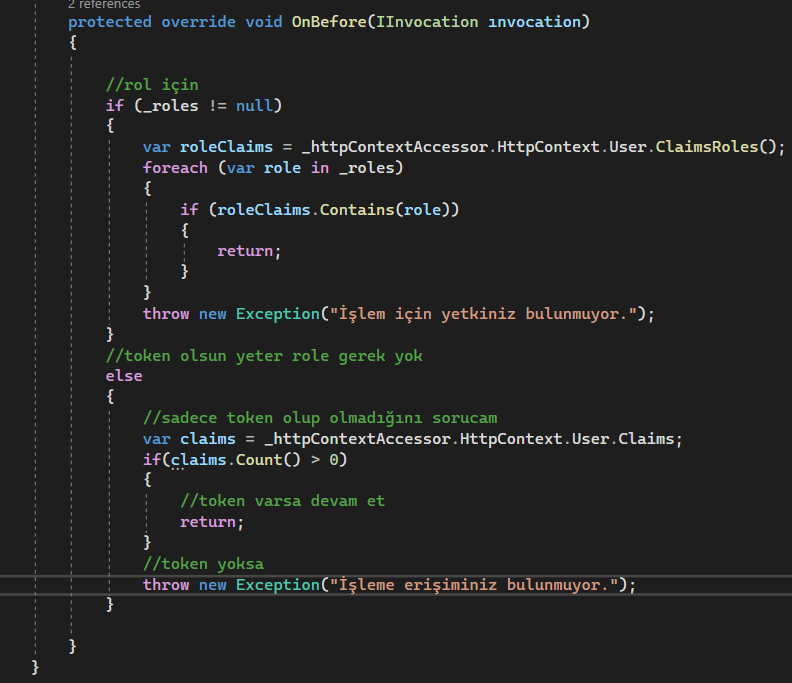 2 references
protected override void OnBefore(IInvocation ınvocation)
{
//rol için
if (_roles != null)
{
var roleClaims = _httpContextAccessor.HttpContext.User.ClaimsRoles();
foreach (var role in _roles)
{
if (roleClaims.Contains(role))
{
return;
}
}
throw new Exception("İşlem için yetkiniz bulunmuyor.");
}
//token olsun yeter role gerek yok
else
{
//sadece token olup olmadığını sorucam
var claims = _httpContextAccessor.HttpContext.User.Claims;
if(claims.Count() > 0)
{
//token varsa devam et
return;
}
//token yoksa
throw new Exception("İşleme erişiminiz bulunmuyor.");
}
}
}